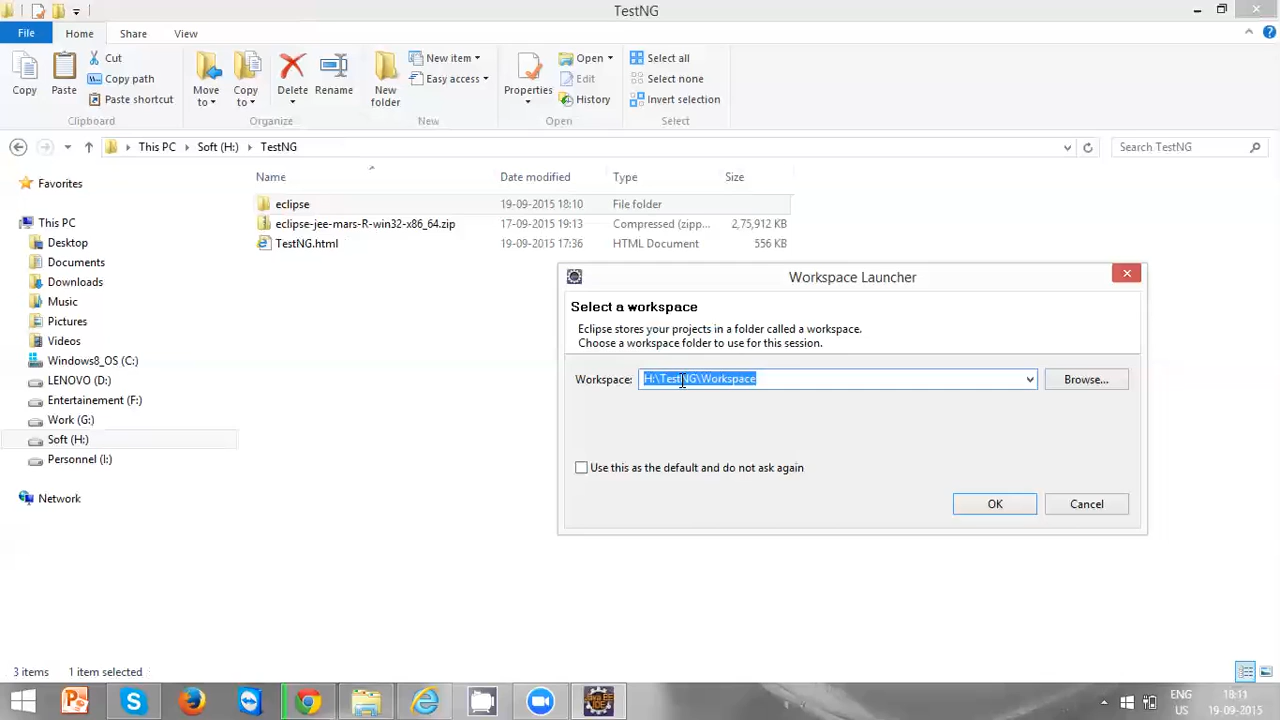 TestNG
File Home Share View
Copy
Paste
Cut
Copy path
Paste shortcut
Clipboard
Move to
Copy to
Delete
Rename
Organize
New folder
New item
Easy access
New
Properties
Open
Edit
History
Open
Select all
Select none
Invert selection
Select
This PC Soft (H:) TestNG
Search TestNG
Name Date modified Type Size
eclipse 19-09-2015 18:10 File folder
eclipse-jee-mars-R-win32-x86_64.zip 17-09-2015 19:13 Compressed (zipp... 2,75,912 KB
TestNG.html 19-09-2015 17:36 HTML Document 556 KB
Favorites
This PC
Desktop
Documents
Downloads
Music
Pictures
Videos
Windows8_OS (C:)
LENOVO (D:)
Entertainement (F:)
Work (G:)
Soft (H:)
Personnel (I:)
Network
Workspace Launcher
Select a workspace
Eclipse stores your projects in a folder called a workspace.
Choose a workspace folder to use for this session.
Workspace: H:\TestNG\Workspace Browse...
Use this as the default and do not ask again
OK Cancel
3 items 1 item selected
Java EE
IDE
ENG
US
18:11
19-09-2015